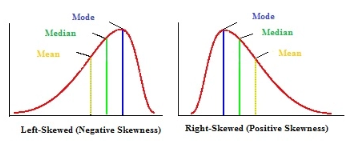 Mode
Median
Mean
Left-Skewed (Negative Skewness)
Mode
Median
Mean
Right-Skewed (Positive Skewness)